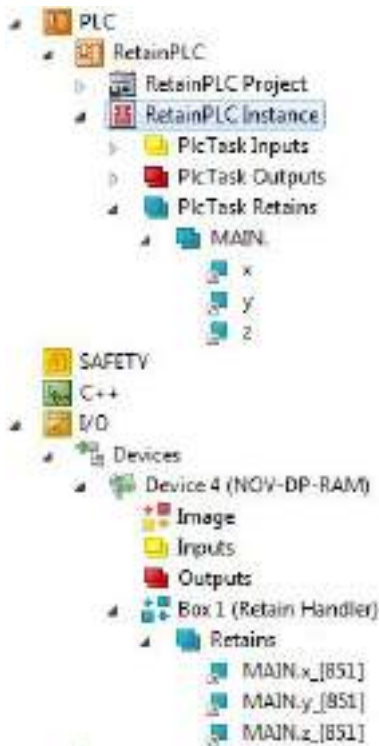 PLC
RetainPLC
RetainPLC Project
RetainPLC Instance
PlcTask Inputs
PlcTask Outputs
PlcTask Retains
MAIN.
x
y
z
SAFETY
C++
I/O
Devices
Device 4 (NOV-DP-RAM)
Image
Inputs
Outputs
Box 1 (Retain Handler)
Retains
MAIN.x_[851]
MAIN.y_[851]
MAIN.z_[851]